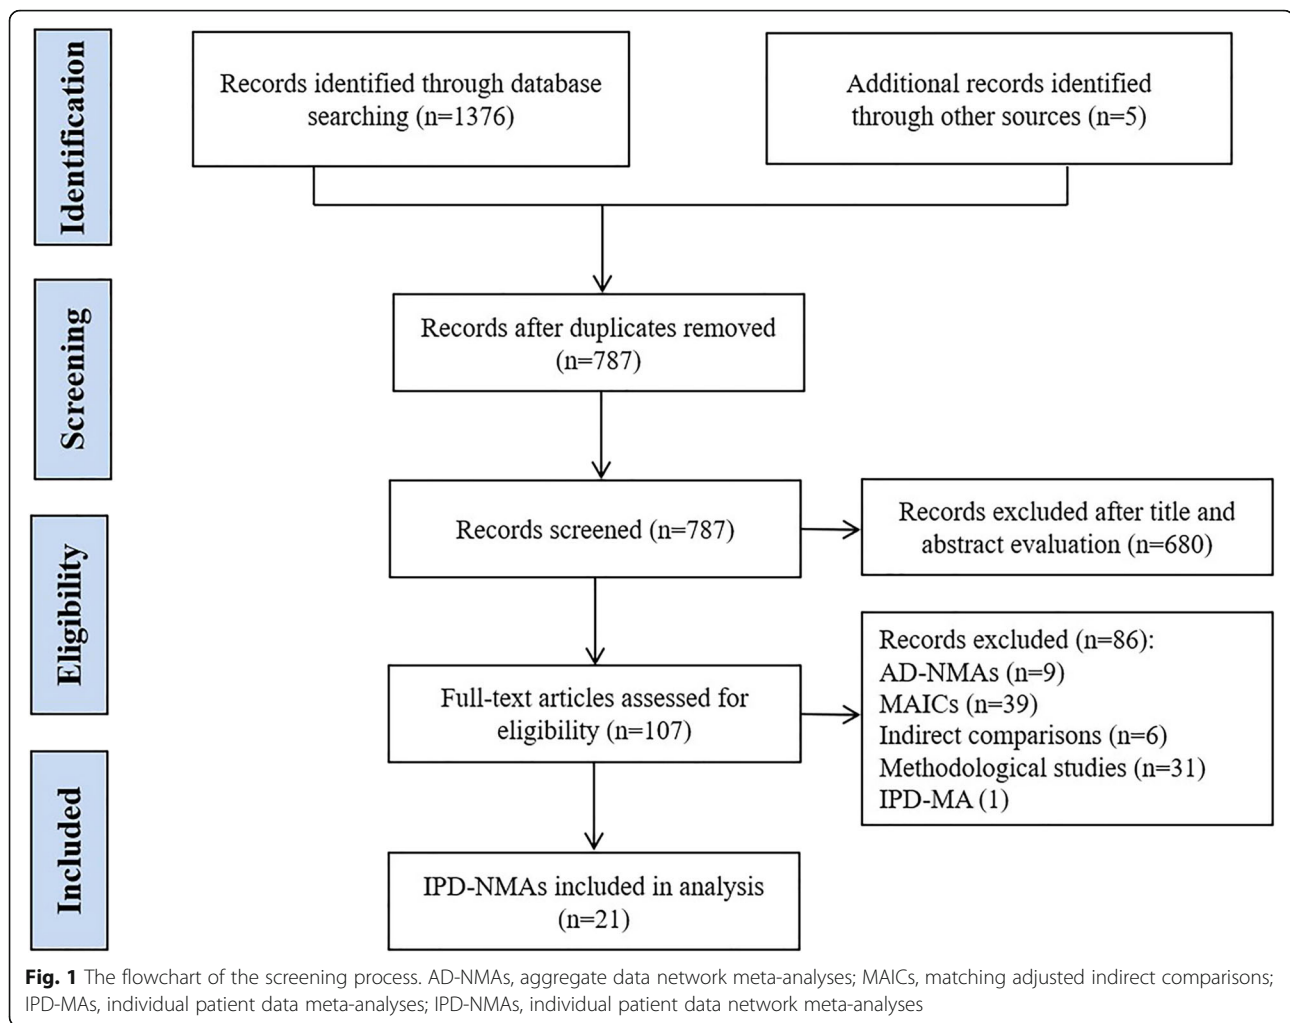 Identification
Records identified through database
searching (n=1376)
Additional records identified
through other sources (n=5)
Screening
Records after duplicates removed
(n=787)
Records screened (n=787)
Records excluded after title and
abstract evaluation (n=680)
Eligibility
Full-text articles assessed for
eligibility (n=107)
Records excluded (n=86):
AD-NMAs (n=9)
MAICs (n=39)
Indirect comparisons (n=6)
Methodological studies (n=31)
IPD-MA (1)
Included
IPD-NMAs included in analysis
(n=21)
Fig. 1 The flowchart of the screening process. AD-NMAs, aggregate data network meta-analyses; MAICs, matching adjusted indirect comparisons;
IPD-MAs, individual patient data meta-analyses; IPD-NMAs, individual patient data network meta-analyses